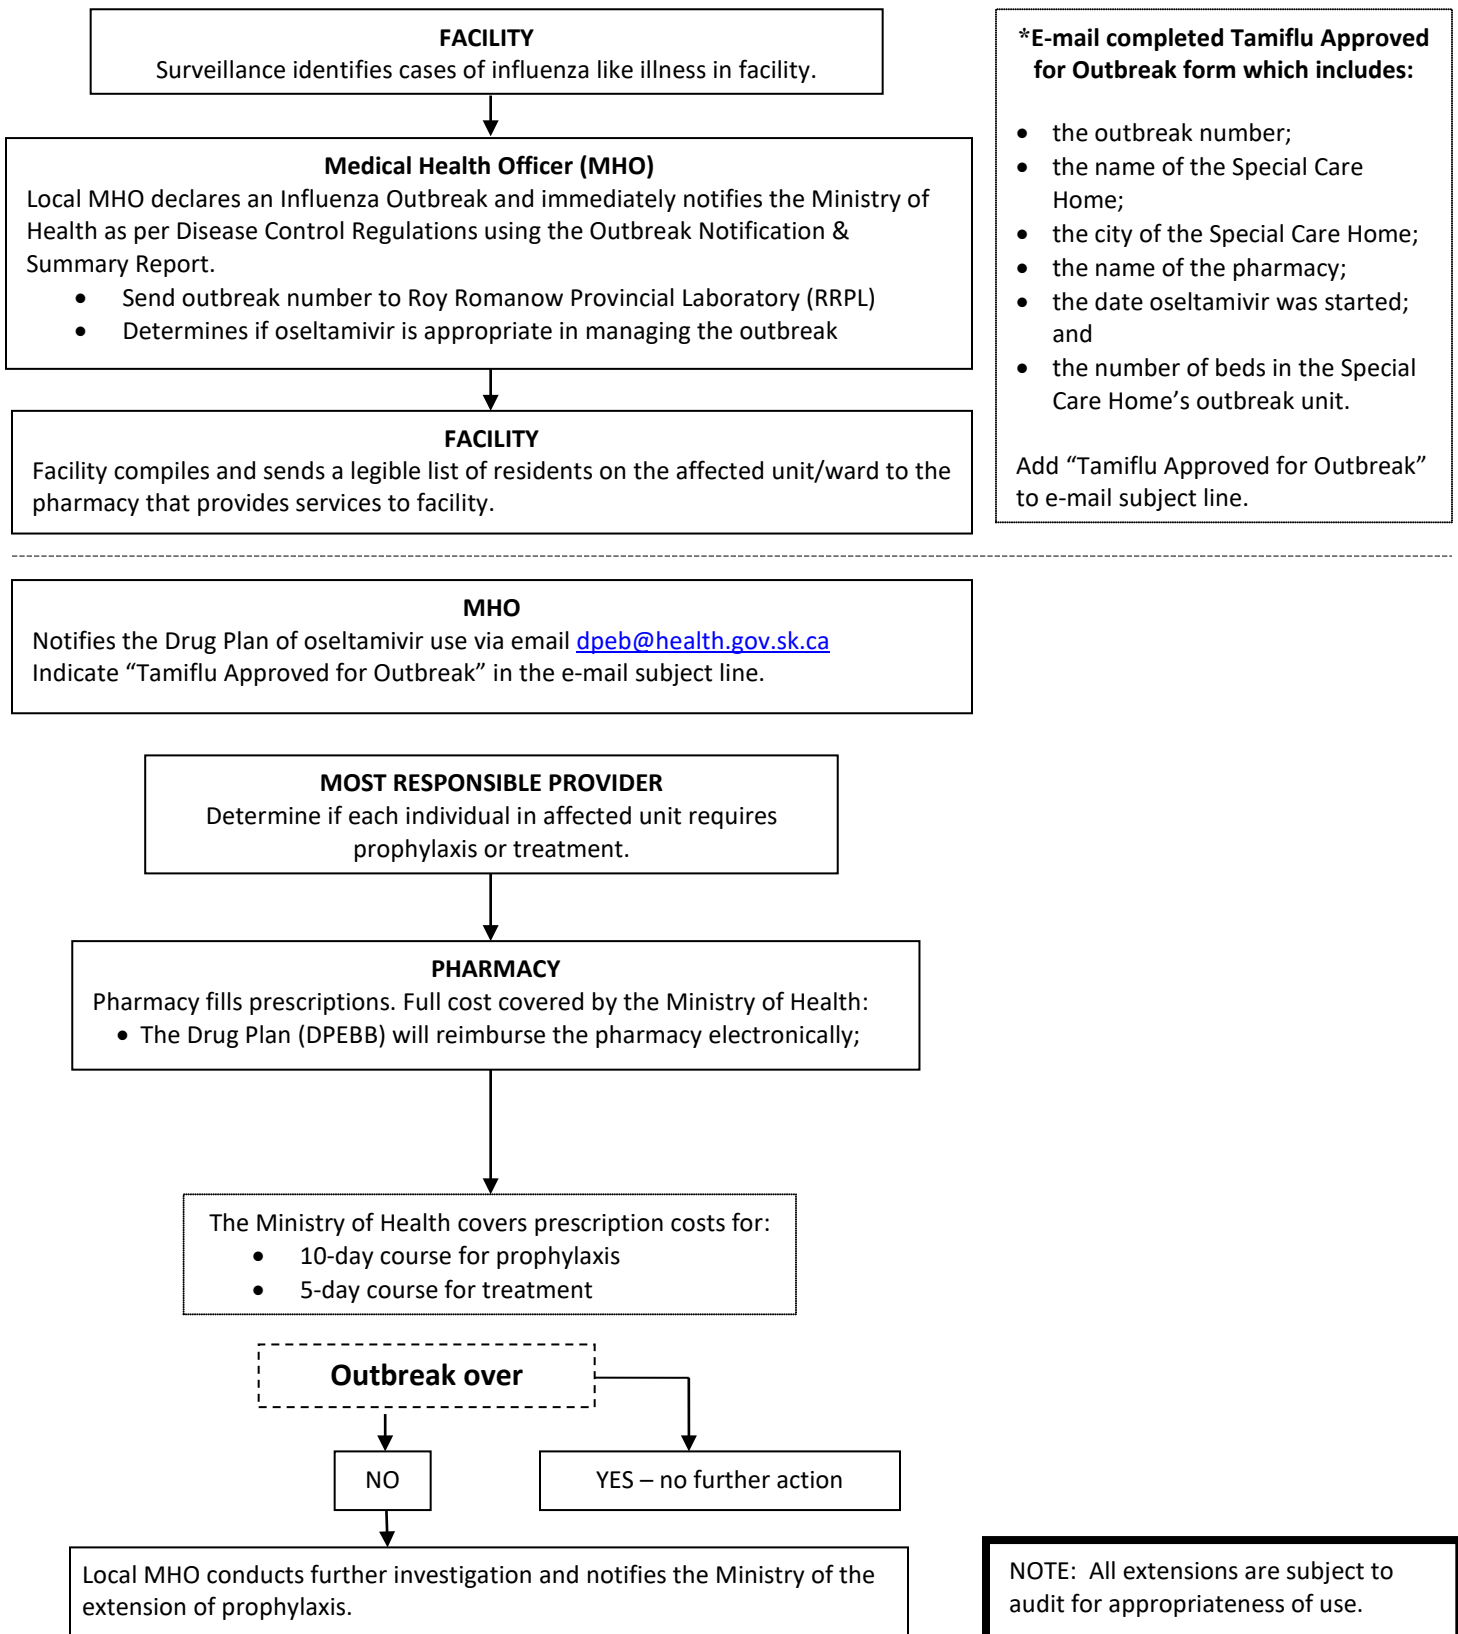 FACILITY
Surveillance identifies cases of influenza like illness in facility.
*E-mail completed Tamiflu Approved
for Outbreak form which includes:
• the outbreak number;
• the name of the Special Care
Home;
• the city of the Special Care Home;
• the name of the pharmacy;
• the date oseltamivir was started;
and
• the number of beds in the Special
Care Home’s outbreak unit.
Add “Tamiflu Approved for Outbreak”
to e-mail subject line.
Medical Health Officer (MHO)
Local MHO declares an Influenza Outbreak and immediately notifies the Ministry of
Health as per Disease Control Regulations using the Outbreak Notification &
Summary Report.
• Send outbreak number to Roy Romanow Provincial Laboratory (RRPL)
• Determines if oseltamivir is appropriate in managing the outbreak
FACILITY
Facility compiles and sends a legible list of residents on the affected unit/ward to the
pharmacy that provides services to facility.
MHO
Notifies the Drug Plan of oseltamivir use via email dpeb@health.gov.sk.ca
Indicate “Tamiflu Approved for Outbreak” in the e-mail subject line.
MOST RESPONSIBLE PROVIDER
Determine if each individual in affected unit requires
prophylaxis or treatment.
PHARMACY
Pharmacy fills prescriptions. Full cost covered by the Ministry of Health:
• The Drug Plan (DPEBB) will reimburse the pharmacy electronically;
The Ministry of Health covers prescription costs for:
• 10-day course for prophylaxis
• 5-day course for treatment
Outbreak over
NO
YES – no further action
Local MHO conducts further investigation and notifies the Ministry of the
extension of prophylaxis.
NOTE: All extensions are subject to
audit for appropriateness of use.